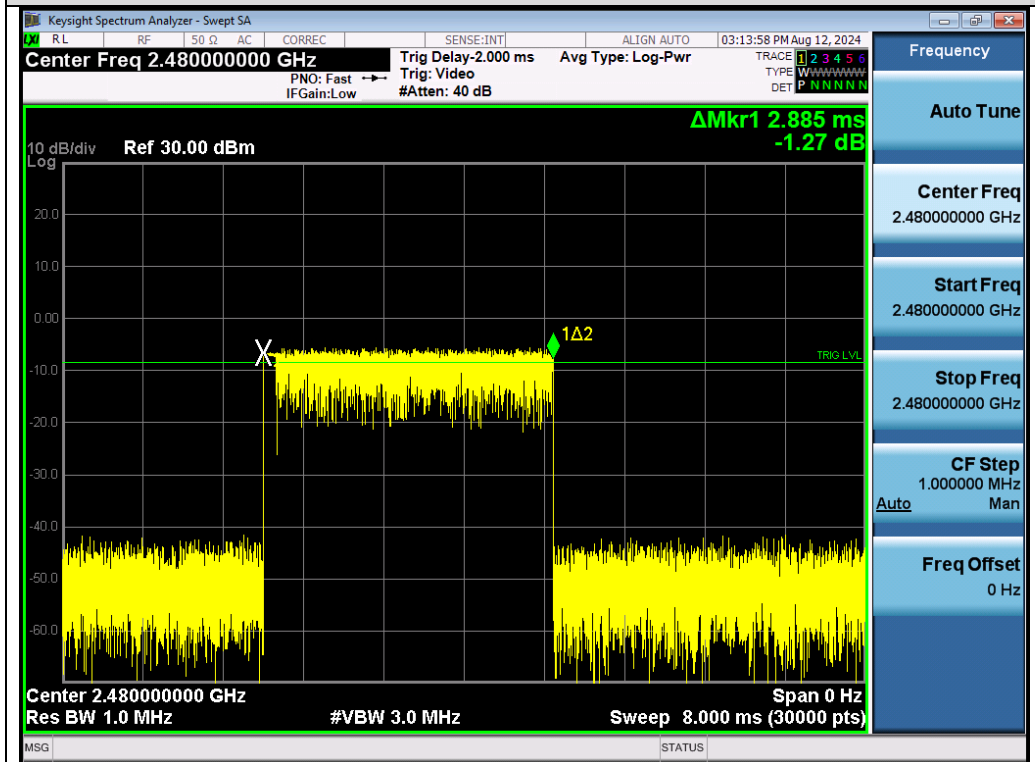 Keysight Spectrum Analyzer - Swept SA
LXI RL RF 50 Ω AC CORREC SENSE:INT ALIGN AUTO 03:13:58 PM Aug 12, 2024
Center Freq 2.480000000 GHz
PNO: Fast
IFGain:Low
Trig Delay-2.000 ms
Trig: Video
#Atten: 40 dB
Avg Type: Log-Pwr
TRACE 1 2 3 4 5 6
TYPE WWWWWW
DET P N N N N N
ΔMkr1 2.885 ms
-1.27 dB
10 dB/div Ref 30.00 dBm
Log
20.0
10.0
0.00
-10.0
-20.0
-30.0
-40.0
-50.0
-60.0
1Δ2
TRIG LVL
Center 2.480000000 GHz Span 0 Hz
Res BW 1.0 MHz #VBW 3.0 MHz Sweep 8.000 ms (30000 pts)
MSG STATUS
Frequency
Auto Tune
Center Freq
2.480000000 GHz
Start Freq
2.480000000 GHz
Stop Freq
2.480000000 GHz
CF Step
1.000000 MHz
Auto Man
Freq Offset
0 Hz